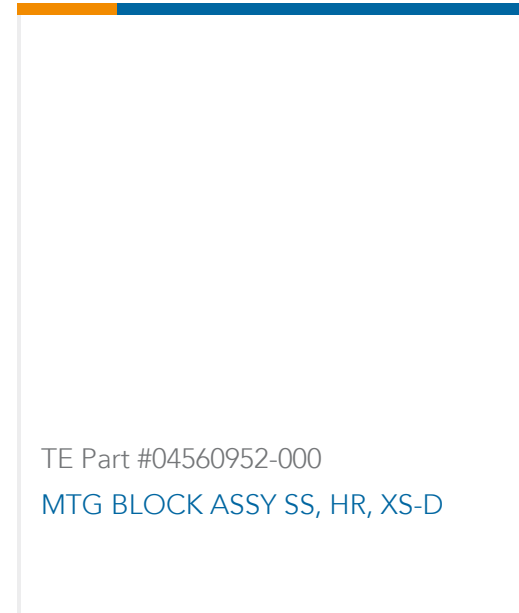 TE Part #04560952-000
MTG BLOCK ASSY SS, HR, XS-D